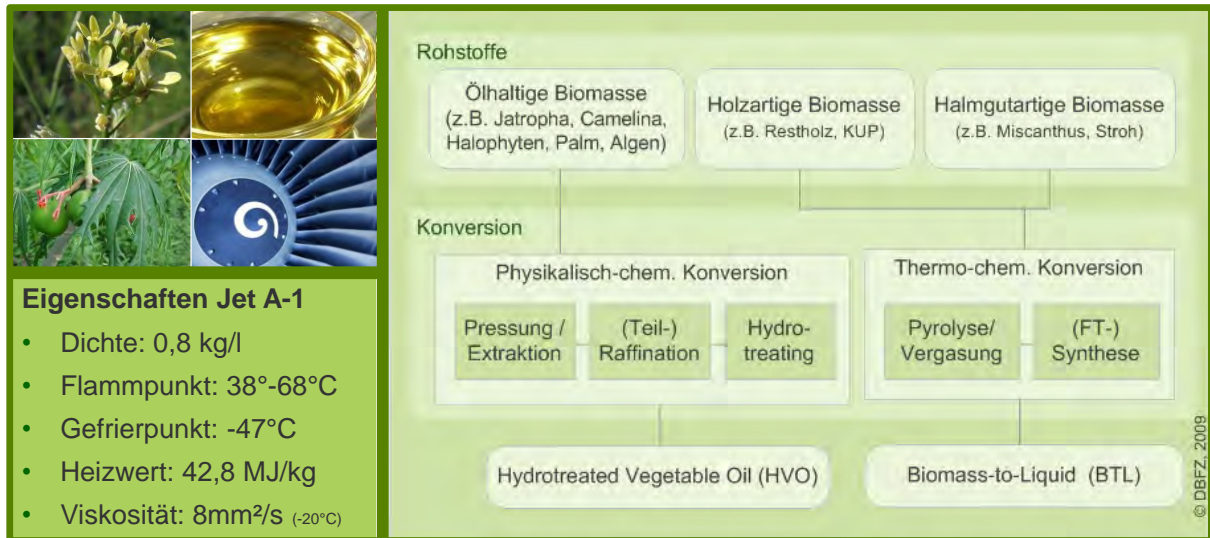 Eigenschaften Jet A-1
• Dichte: 0,8 kg/l
• Flammpunkt: 38°-68°C
• Gefrierpunkt: -47°C
• Heizwert: 42,8 MJ/kg
• Viskosität: 8mm²/s (-20°C)
Rohstoffe
Ölhaltige Biomasse
(z.B. Jatropha, Camelina,
Halophyten, Palm, Algen)
Holzartige Biomasse
(z.B. Restholz, KUP)
Halmgutartige Biomasse
(z.B. Miscanthus, Stroh)
Konversion
Physikalisch-chem. Konversion
Pressung /
Extraktion
(Teil-)
Raffination
Hydro-
treating
Thermo-chem. Konversion
Pyrolyse/
Vergasung
(FT-)
Synthese
Hydrotreated Vegetable Oil (HVO)
Biomass-to-Liquid (BTL)
© DBFZ, 2009